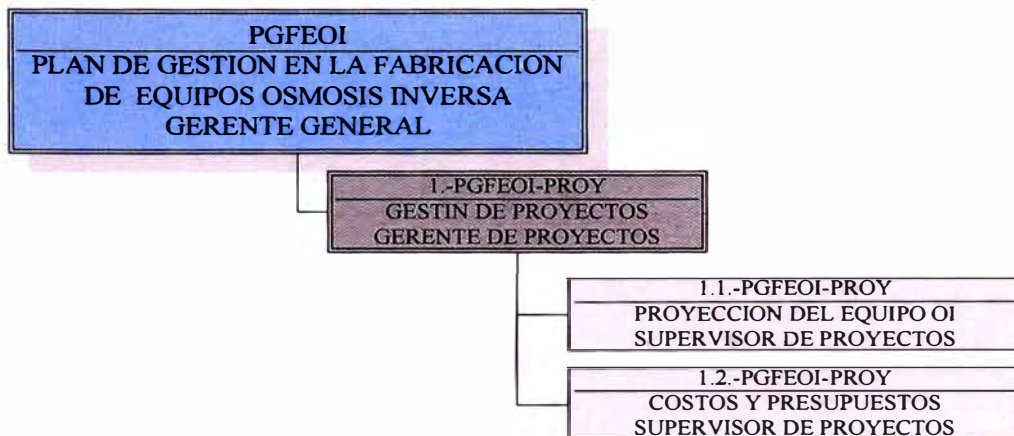 PGFEOI
PLAN DE GESTION EN LA FABRICACION
DE EQUIPOS OSMOSIS INVERSA
GERENTE GENERAL
1.-PGFEOI-PROY
GESTIN DE PROYECTOS
GERENTE DE PROYECTOS
1.1.-PGFEOI-PROY
PROYECCION DEL EQUIPO OI
SUPERVISOR DE PROYECTOS
1.2.-PGFEOI-PROY
COSTOS Y PRESUPUESTOS
SUPERVISOR DE PROYECTOS